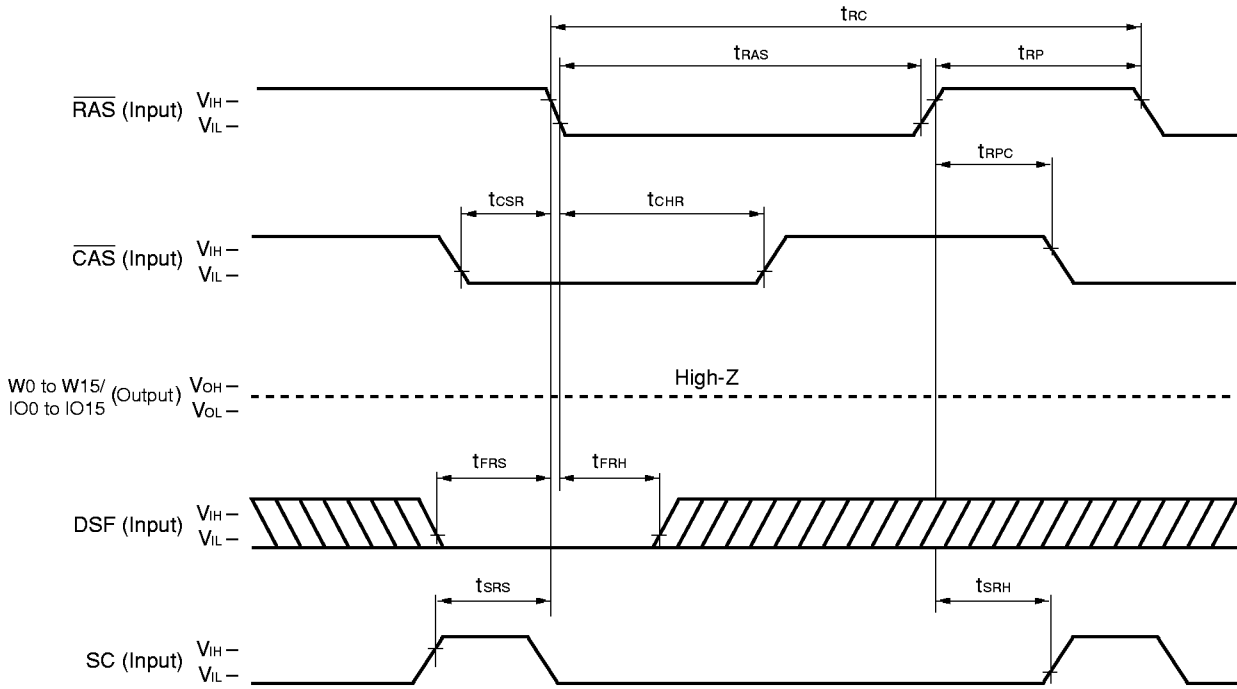 tRC
tRAS
tRP
RAS (Input)
VIH
VIL
tRPC
tCSR
tCHR
CAS (Input)
VIH
VIL
W0 to W15/
IO0 to IO15
(Output)
VOH
VOL
High-Z
tFRS
tFRH
DSF (Input)
VIH
VIL
tSRS
tSRH
SC (Input)
VIH
VIL